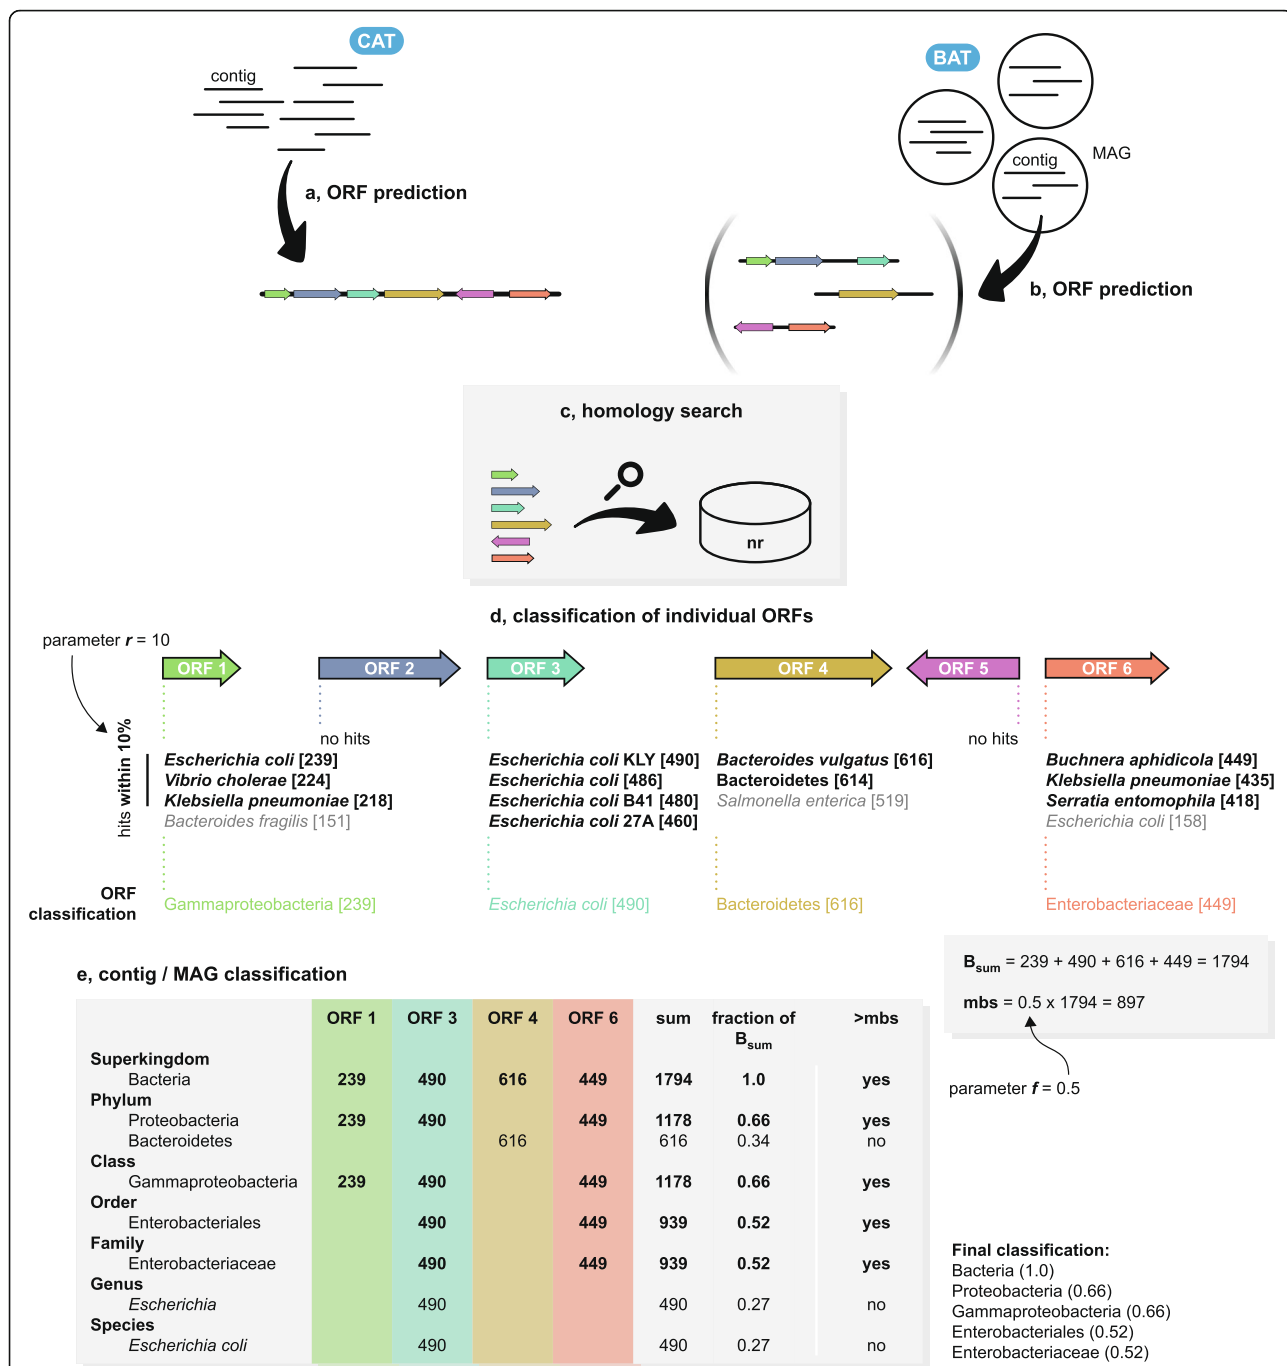 CAT
contig
a, ORF prediction
BAT
contig
MAG
b, ORF prediction
c, homology search
nr
d, classification of individual ORFs
parameter r = 10
hits within 10%
ORF 1
ORF 2
ORF 3
ORF 4
ORF 5
ORF 6
Escherichia coli [239]
Vibrio cholerae [224]
Klebsiella pneumoniae [218]
Bacteroides fragilis [151]
no hits
Escherichia coli KLY [490]
Escherichia coli [486]
Escherichia coli B41 [480]
Escherichia coli 27A [460]
Bacteroides vulgatus [616]
Bacteroidetes [614]
Salmonella enterica [519]
no hits
Buchnera aphidicola [449]
Klebsiella pneumoniae [435]
Serratia entomophila [418]
Escherichia coli [158]
ORF
classification
Gammaproteobacteria [239]
Escherichia coli [490]
Bacteroidetes [616]
Enterobacteriaceae [449]
Bsum = 239 + 490 + 616 + 449 = 1794
mbs = 0.5 x 1794 = 897
parameter f = 0.5
e, contig / MAG classification
ORF 1 ORF 3 ORF 4 ORF 6 sum fraction of >mbs
Bsum
Superkingdom
Bacteria 239 490 616 449 1794 1.0 yes
Phylum
Proteobacteria 239 490 449 1178 0.66 yes
Bacteroidetes 616 616 0.34 no
Class
Gammaproteobacteria 239 490 449 1178 0.66 yes
Order
Enterobacteriales 490 449 939 0.52 yes
Family
Enterobacteriaceae 490 449 939 0.52 yes
Genus
Escherichia 490 490 0.27 no
Species
Escherichia coli 490 490 0.27 no
Final classification:
Bacteria (1.0)
Proteobacteria (0.66)
Gammaproteobacteria (0.66)
Enterobacteriales (0.52)
Enterobacteriaceae (0.52)